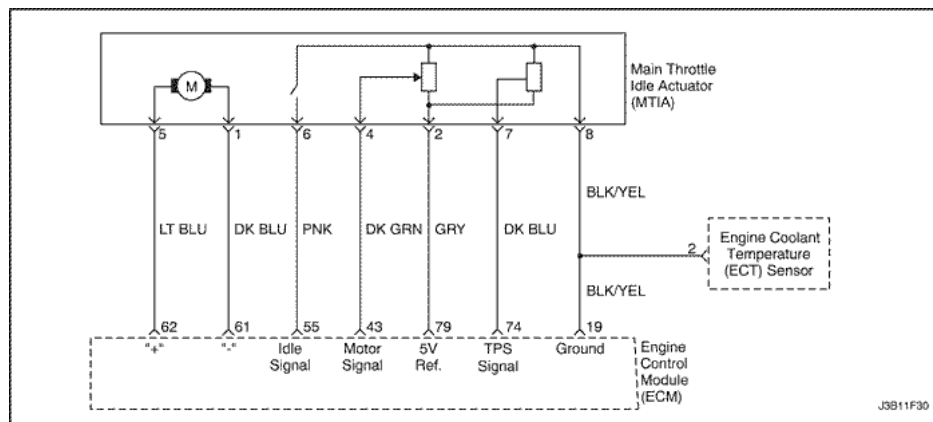 Main Throttle
Idle Actuator
(MTIA)
M
5 1 6 4 2 7 8
BLK/YEL
LT BLU DK BLU PNK DK GRN GRY DK BLU
2
Engine Coolant
Temperature
(ECT) Sensor
BLK/YEL
62 61 55 43 79 74 19
"+" "-" Idle Signal Motor Signal 5V Ref. TPS Signal Ground
Engine
Control
Module
(ECM)
J3B11F30